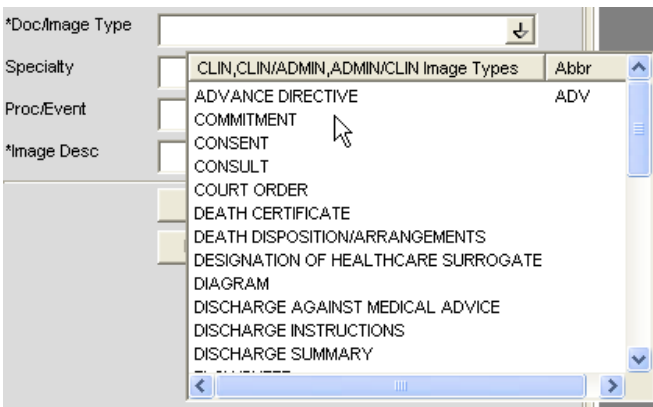 *Doc/Image Type
Specialty
Proc/Event
*Image Desc
CLIN,CLIN/ADMIN,ADMIN/CLIN Image Types Abbr
ADVANCE DIRECTIVE ADV
COMMITMENT
CONSENT
CONSULT
COURT ORDER
DEATH CERTIFICATE
DEATH DISPOSITION/ARRANGEMENTS
DESIGNATION OF HEALTHCARE SURROGATE
DIAGRAM
DISCHARGE AGAINST MEDICAL ADVICE
DISCHARGE INSTRUCTIONS
DISCHARGE SUMMARY